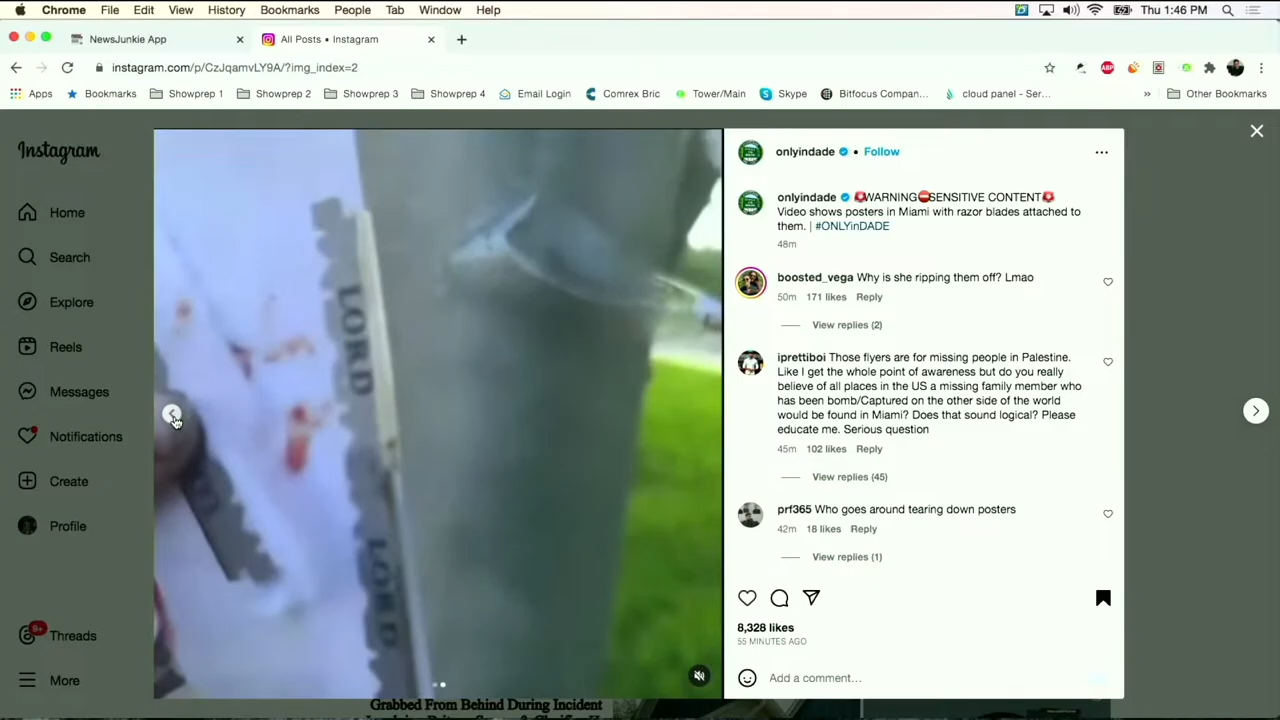 Chrome File Edit View History Bookmarks People Tab Window Help Thu 1:46 PM
NewsJunkie App All Posts • Instagram
instagram.com/p/CzJqamvLY9A/?img_index=2 ABP
Apps Bookmarks Showprep 1 Showprep 2 Showprep 3 Showprep 4 Email Login Comrex Bric Tower/Main Skype Bitfocus Compan... cloud panel - Ser... » Other Bookmarks
Instagram
Home
Search
Explore
Reels
Messages
Notifications
Create
Profile
9+
Threads
More
LORD
LORD
onlyindade • Follow
onlyindade 🚨WARNING⛔SENSITIVE CONTENT🚨
Video shows posters in Miami with razor blades attached to
them. | #ONLYinDADE
48m
boosted_vega Why is she ripping them off? Lmao
50m 171 likes Reply
View replies (2)
iprettiboi Those flyers are for missing people in Palestine.
Like I get the whole point of awareness but do you really
believe of all places in the US a missing family member who
has been bomb/Captured on the other side of the world
would be found in Miami? Does that sound logical? Please
educate me. Serious question
45m 102 likes Reply
View replies (45)
prf365 Who goes around tearing down posters
42m 18 likes Reply
View replies (1)
8,328 likes
55 MINUTES AGO
Add a comment...
Grabbed From Behind During Incident